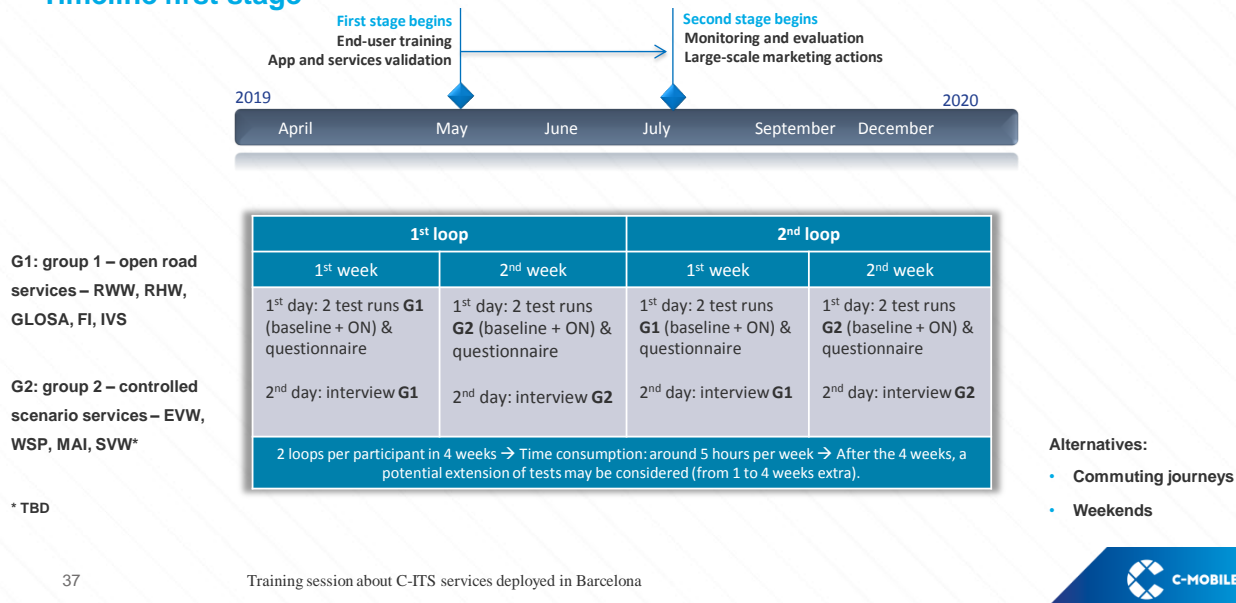 Timeline first stage
First stage begins
End-user training
App and services validation
Second stage begins
Monitoring and evaluation
Large-scale marketing actions
2019
2020
April May June July September December
G1: group 1 – open road
services – RWW, RHW,
GLOSA, FI, IVS
G2: group 2 – controlled
scenario services – EVW,
WSP, MAI, SVW*
* TBD
1st loop 2nd loop
1st week 2nd week 1st week 2nd week
1st day: 2 test runs G1
(baseline + ON) &
questionnaire
2nd day: interview G1
1st day: 2 test runs
G2 (baseline + ON) &
questionnaire
2nd day: interview G2
1st day: 2 test runs
G1 (baseline + ON) &
questionnaire
2nd day: interview G1
1st day: 2 test runs
G2 (baseline + ON) &
questionnaire
2nd day: interview G2
2 loops per participant in 4 weeks → Time consumption: around 5 hours per week → After the 4 weeks, a
potential extension of tests may be considered (from 1 to 4 weeks extra).
Alternatives:
• Commuting journeys
• Weekends
37
Training session about C-ITS services deployed in Barcelona
C-MOBILE